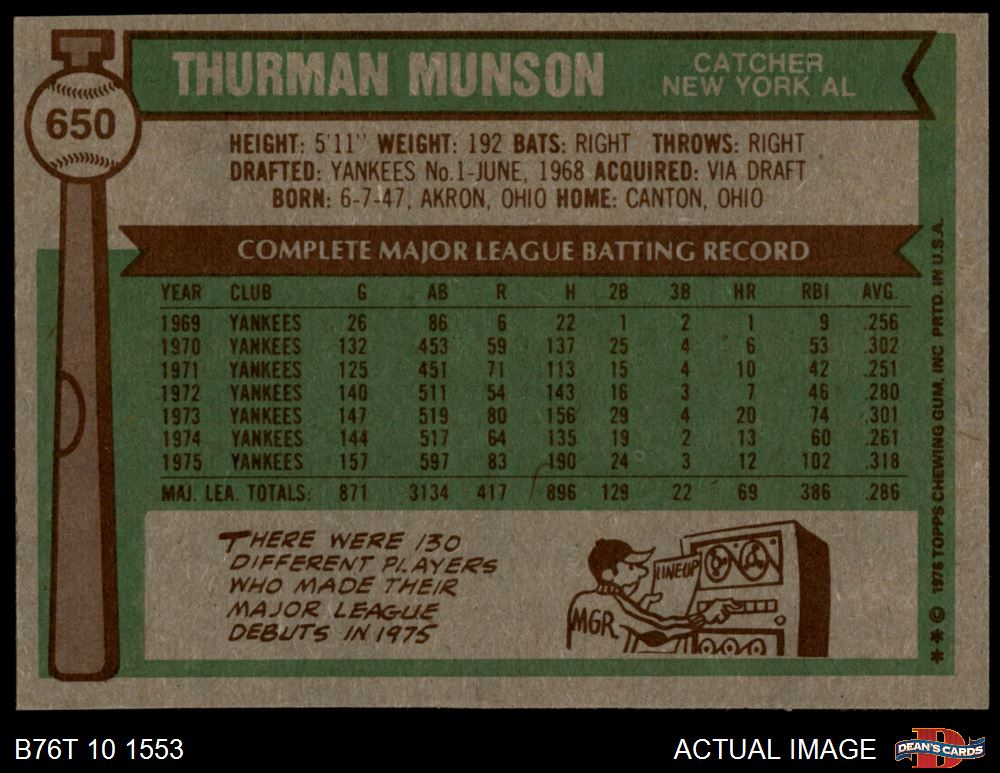 THURMAN MUNSON
CATCHER
NEW YORK AL
650
HEIGHT: 5'11" WEIGHT: 192 BATS: RIGHT THROWS: RIGHT
DRAFTED: YANKEES No.1-JUNE, 1968 ACQUIRED: VIA DRAFT
BORN: 6-7-47, AKRON, OHIO HOME: CANTON, OHIO
COMPLETE MAJOR LEAGUE BATTING RECORD
YEAR CLUB G AB R H 2B 3B HR RBI AVG.
1969 YANKEES 26 86 6 22 1 2 1 9 .256
1970 YANKEES 132 453 59 137 25 4 6 53 .302
1971 YANKEES 125 451 71 113 15 4 10 42 .251
1972 YANKEES 140 511 54 143 16 3 7 46 .280
1973 YANKEES 147 519 80 156 29 4 20 74 .301
1974 YANKEES 144 517 64 135 19 2 13 60 .261
1975 YANKEES 157 597 83 190 24 3 12 102 .318
MAJ. LEA. TOTALS: 871 3134 417 896 129 22 69 386 .286
THERE WERE 130
DIFFERENT PLAYERS
WHO MADE THEIR
MAJOR LEAGUE
DEBUTS IN 1975
LINEUP
MGR.
* * © 1976 TOPPS CHEWING GUM, INC PRTD. IN U.S.A.
B76T 10 1553
ACTUAL IMAGE
D
DEAN'S CARDS